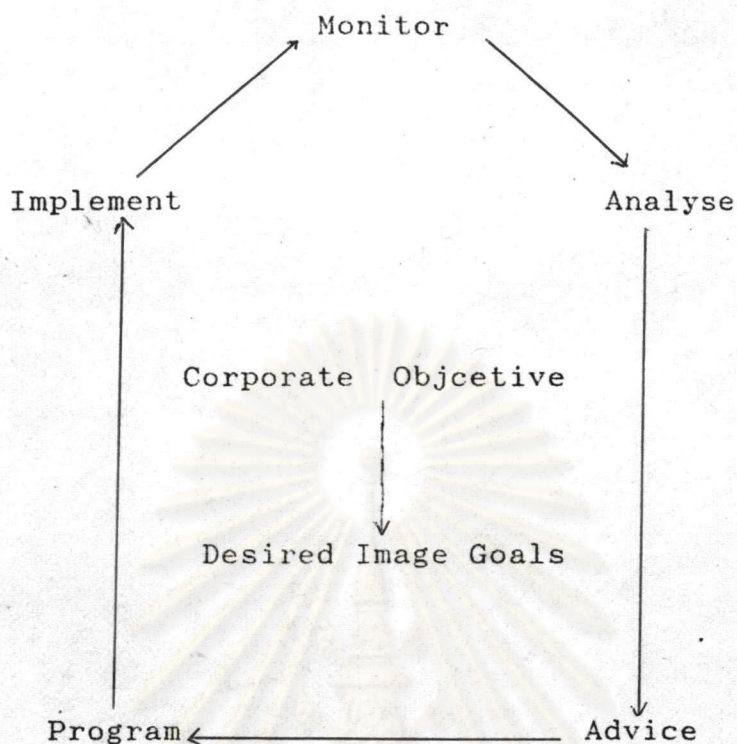 Monitor
Implement Analyse
Corporate Objcetive
Desired Image Goals
Program Advice